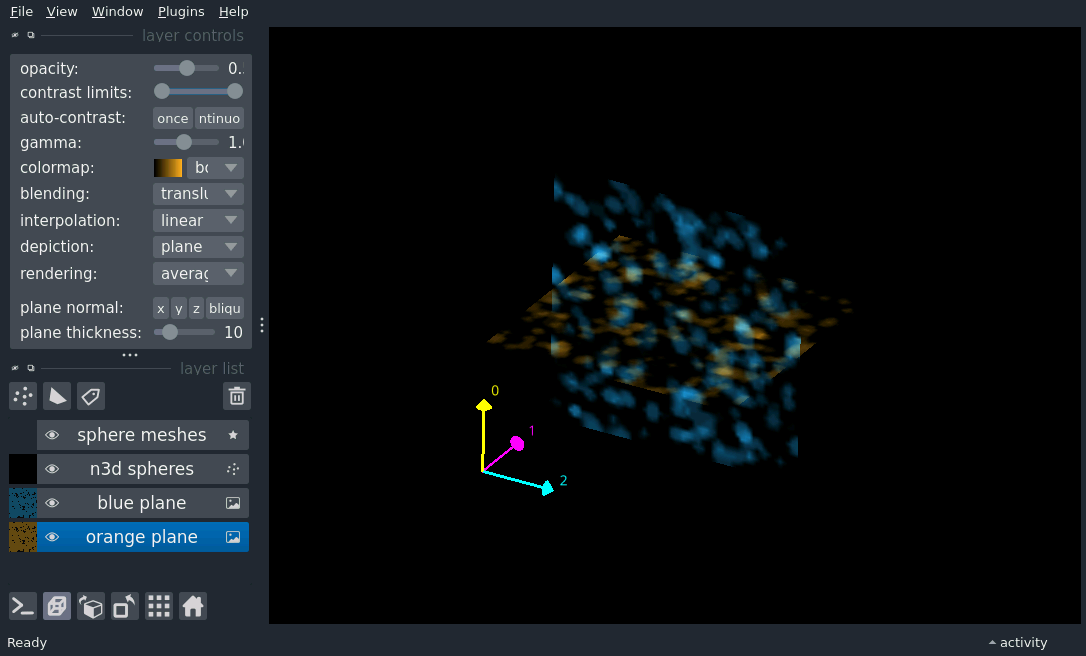 File View Window Plugins Help
layer controls
opacity: 0.
contrast limits:
auto-contrast: once ntinuo
gamma: 1.
colormap: bo
blending: translu
interpolation: linear
depiction: plane
rendering: averag
plane normal: x y z bliqu
plane thickness: 10
layer list
sphere meshes
n3d spheres
blue plane
orange plane
0
1
2
Ready
activity